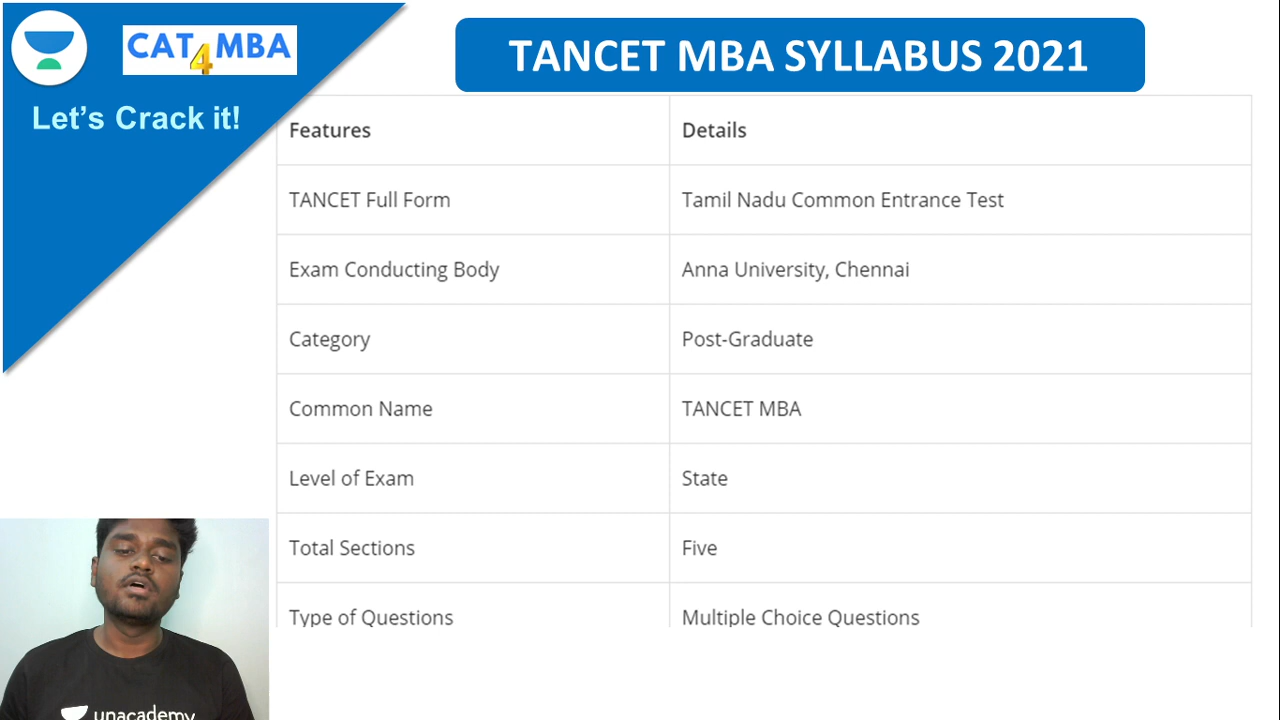 CAT4MBA
TANCET MBA SYLLABUS 2021
Let's Crack it!
Features Details
TANCET Full Form Tamil Nadu Common Entrance Test
Exam Conducting Body Anna University, Chennai
Category Post-Graduate
Common Name TANCET MBA
Level of Exam State
Total Sections Five
Type of Questions Multiple Choice Questions
unacademy